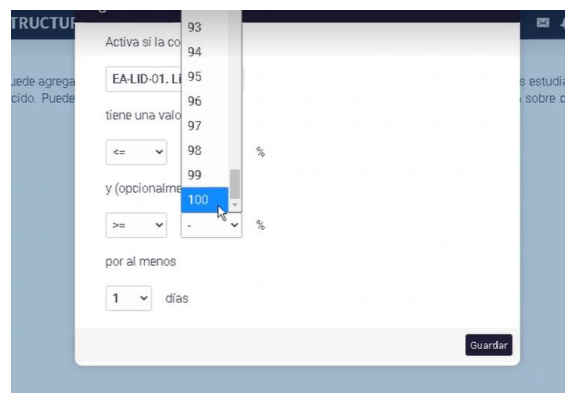 TRUCTUR
Activa si la co
uede agrega
s estudia
cido. Puede
sobre c
EA-LID-01. Li
tiene una valo
<= %
y (opcionalme
>= - %
93
94
95
96
97
98
99
100
por al menos
1 días
Guardar